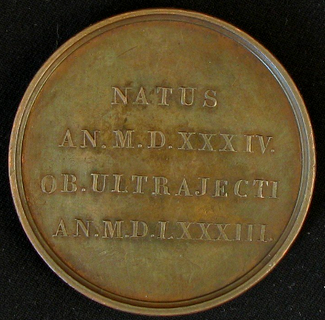 NATUS
AN.M.D.XXXIV.
OB.ULTRAJECTI
AN.M.D.LXXXIII.